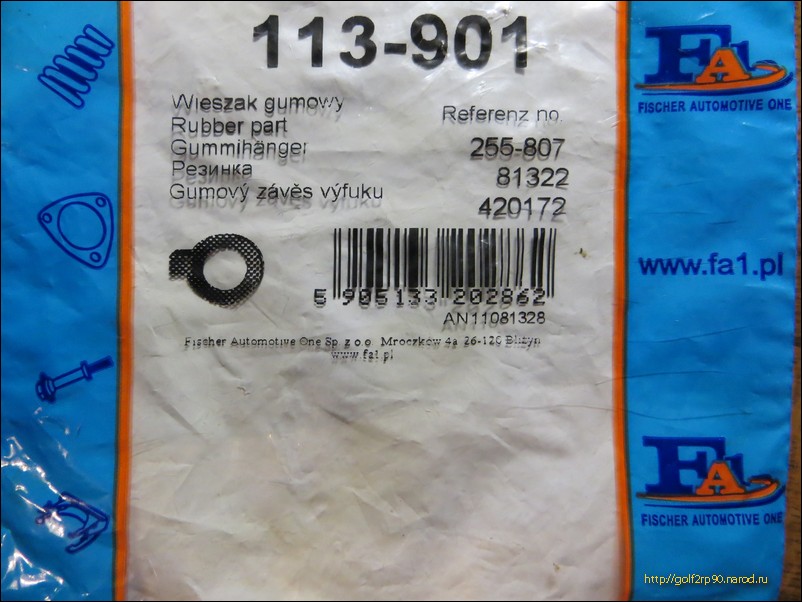 113-901
Wieszak gumowy
Rubber part
Gummihänger
Резинка
Gumový závěs výfuku
Referenz no.
255-807
81322
420172
5 905133 202862
AN11081328
Fischer Automotive One Sp. z o.o. Mroczków 4a 26-120 Bliżyn
www.fa1.pl
FA1
FISCHER AUTOMOTIVE ONE
www.fa1.pl
FA1
FISCHER AUTOMOTIVE ONE
http://golf2rp90.narod.ru